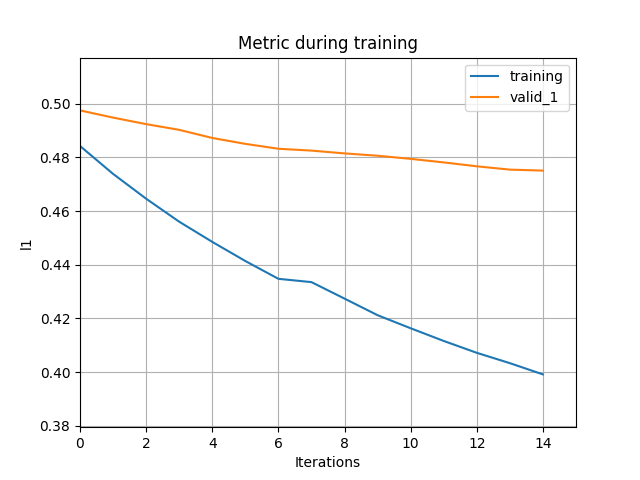 Metric during training
training
valid_1
0.50
0.48
0.46
0.44
0.42
0.40
0.38
l1
0 2 4 6 8 10 12 14
Iterations